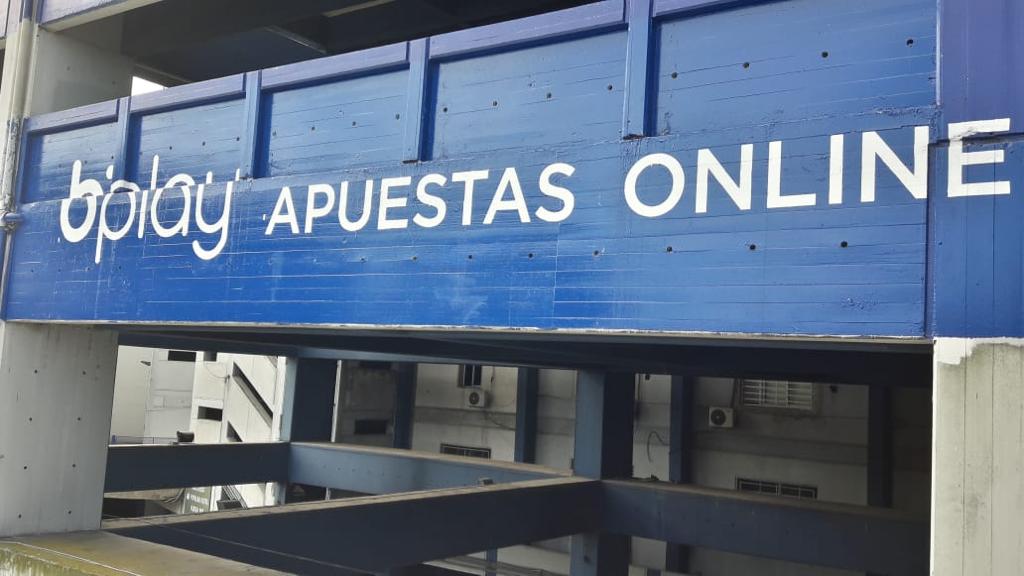 bplay APUESTAS ONLINE